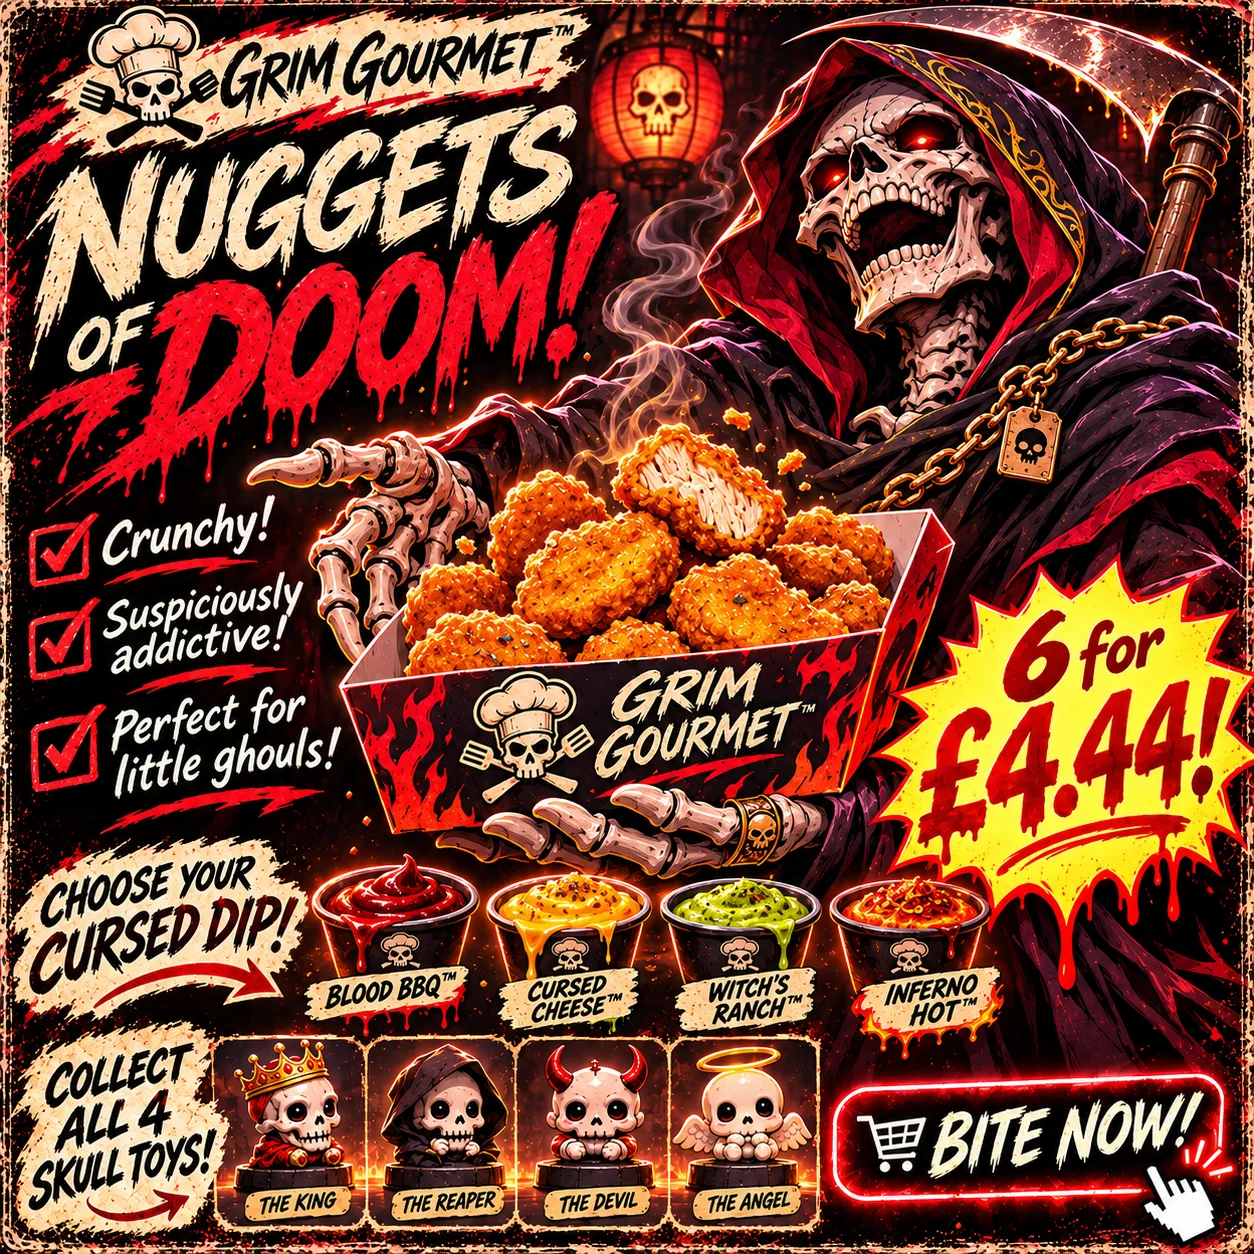 GRIM GOURMET™
NUGGETS
OF DOOM!
Crunchy!
Suspiciously
addictive!
Perfect for
little ghouls!
GRIM
GOURMET™
6 for
£4.44!
CHOOSE YOUR
CURSED DIP!
BLOOD BBQ™
CURSED
CHEESE™
WITCH'S
RANCH™
INFERNO
HOT™
COLLECT
ALL 4
SKULL TOYS!
THE KING
THE REAPER
THE DEVIL
THE ANGEL
BITE NOW!